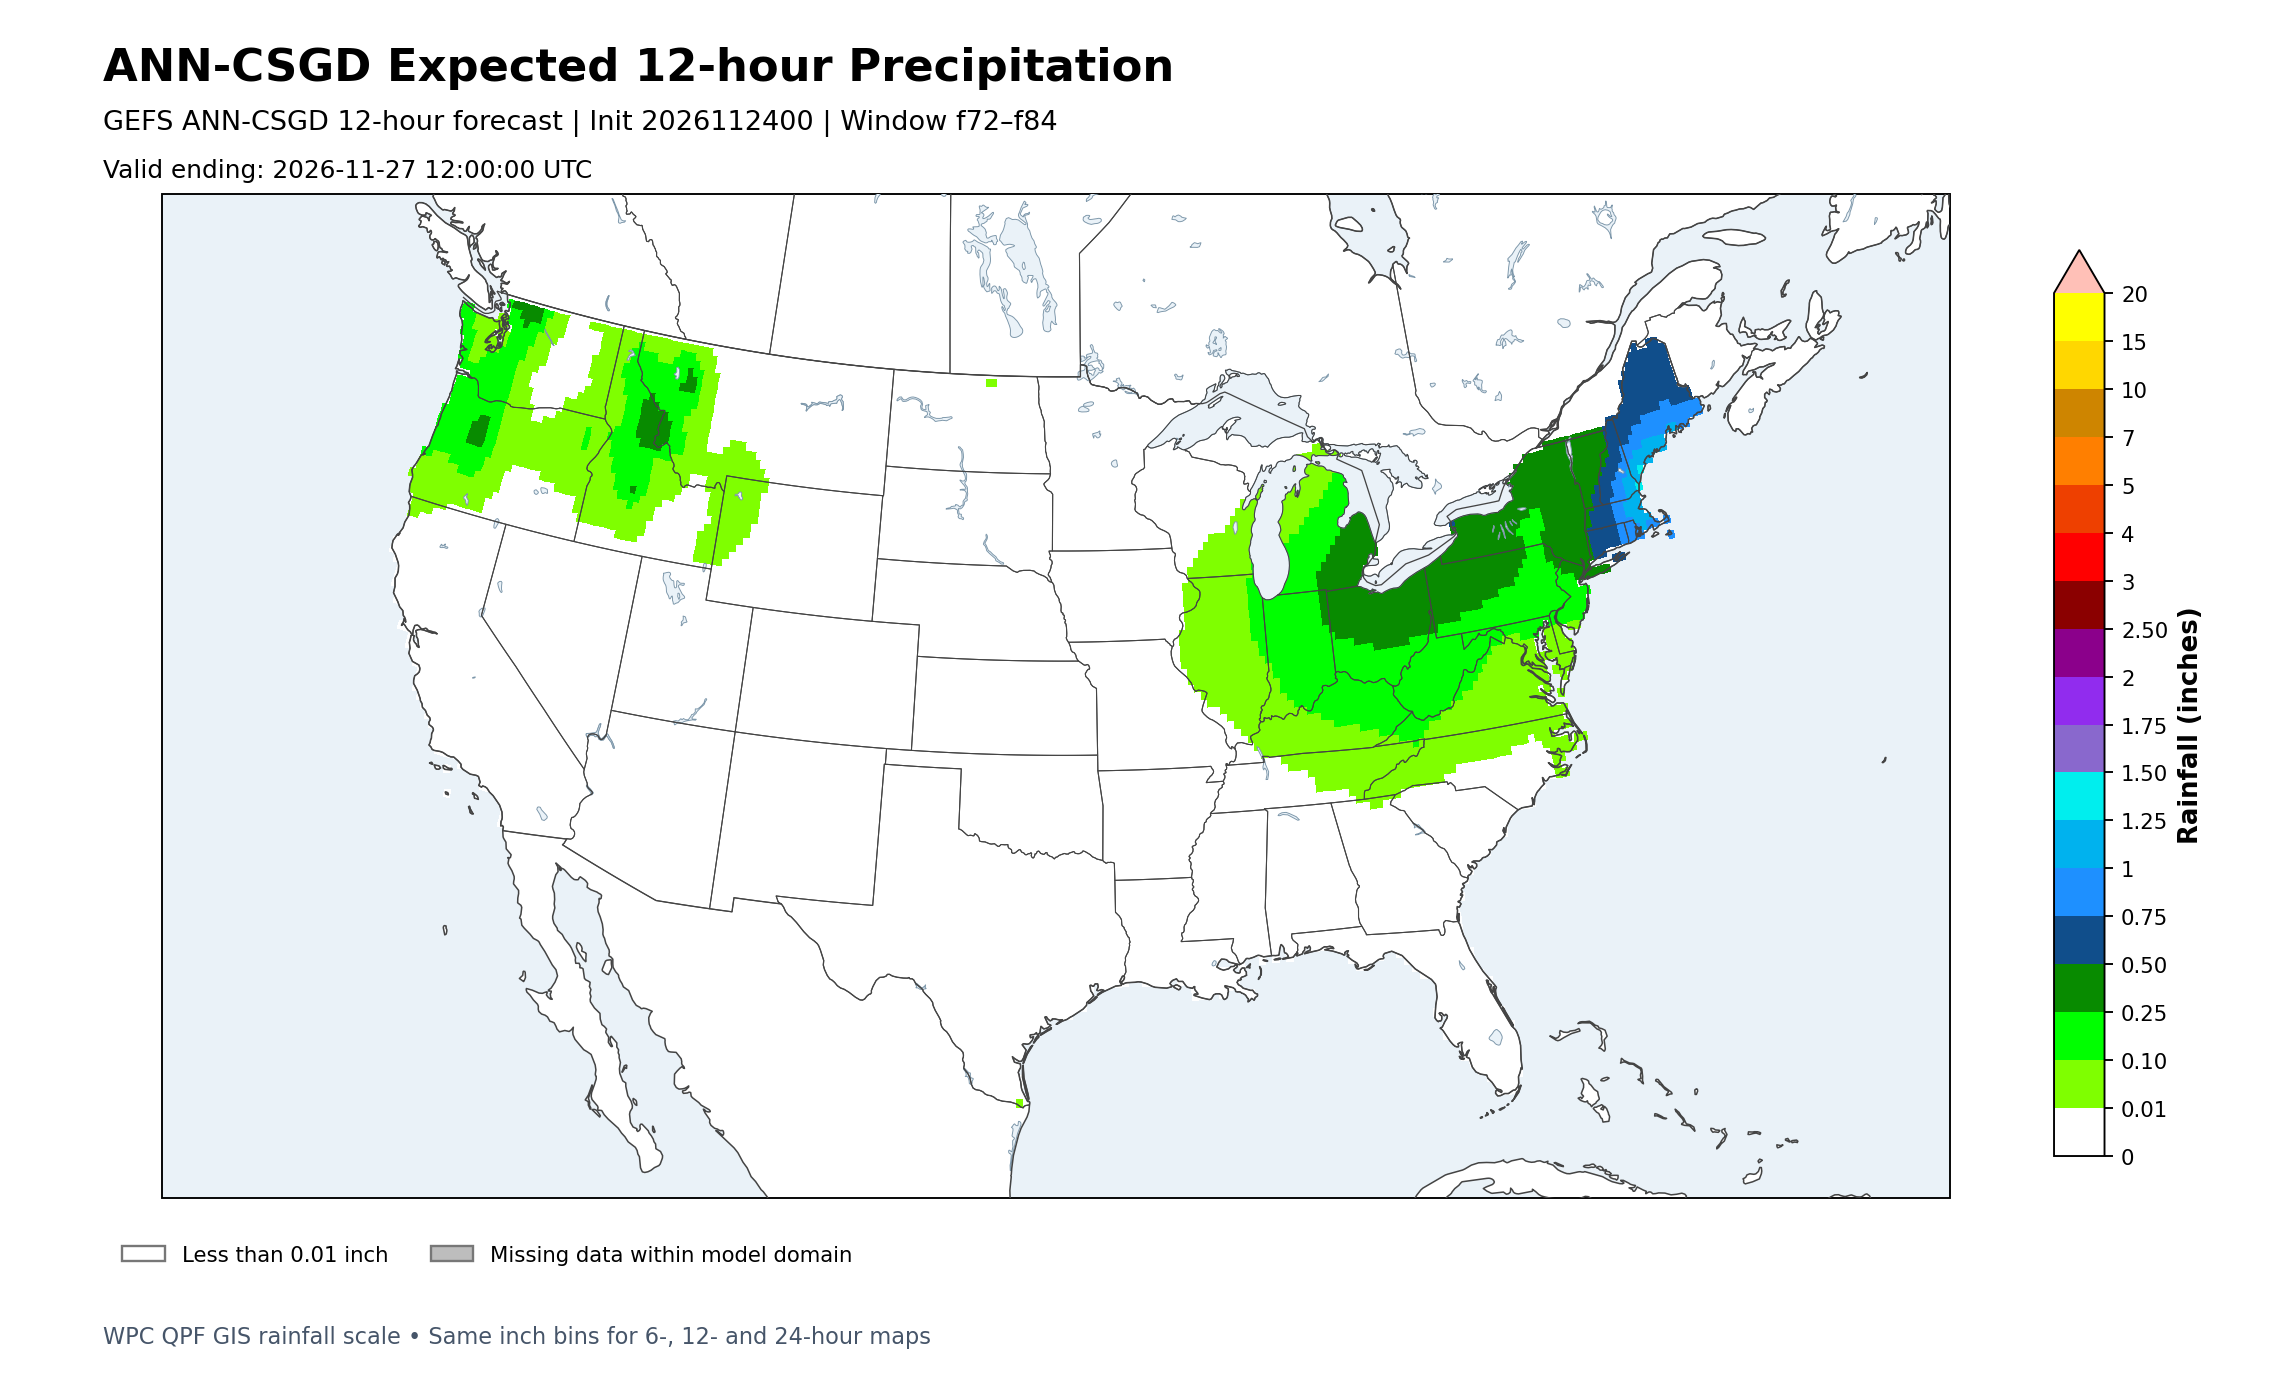 ANN-CSGD Expected 12-hour Precipitation
GEFS ANN-CSGD 12-hour forecast | Init 2026112400 | Window f72–f84
Valid ending: 2026-11-27 12:00:00 UTC
20
15
10
7
5
4
3
2.50
2
1.75
1.50
1.25
1
0.75
0.50
0.25
0.10
0.01
0
Rainfall (inches)
Less than 0.01 inch
Missing data within model domain
WPC QPF GIS rainfall scale • Same inch bins for 6-, 12- and 24-hour maps